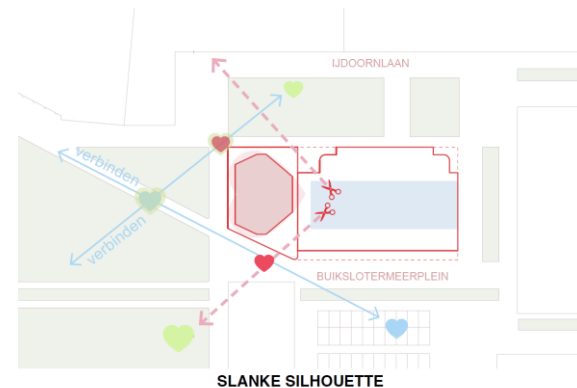 IJDOORNLAAN
verbinden
verbinden
BUIKSLOTERMEERPLEIN
SLANKE SILHOUETTE